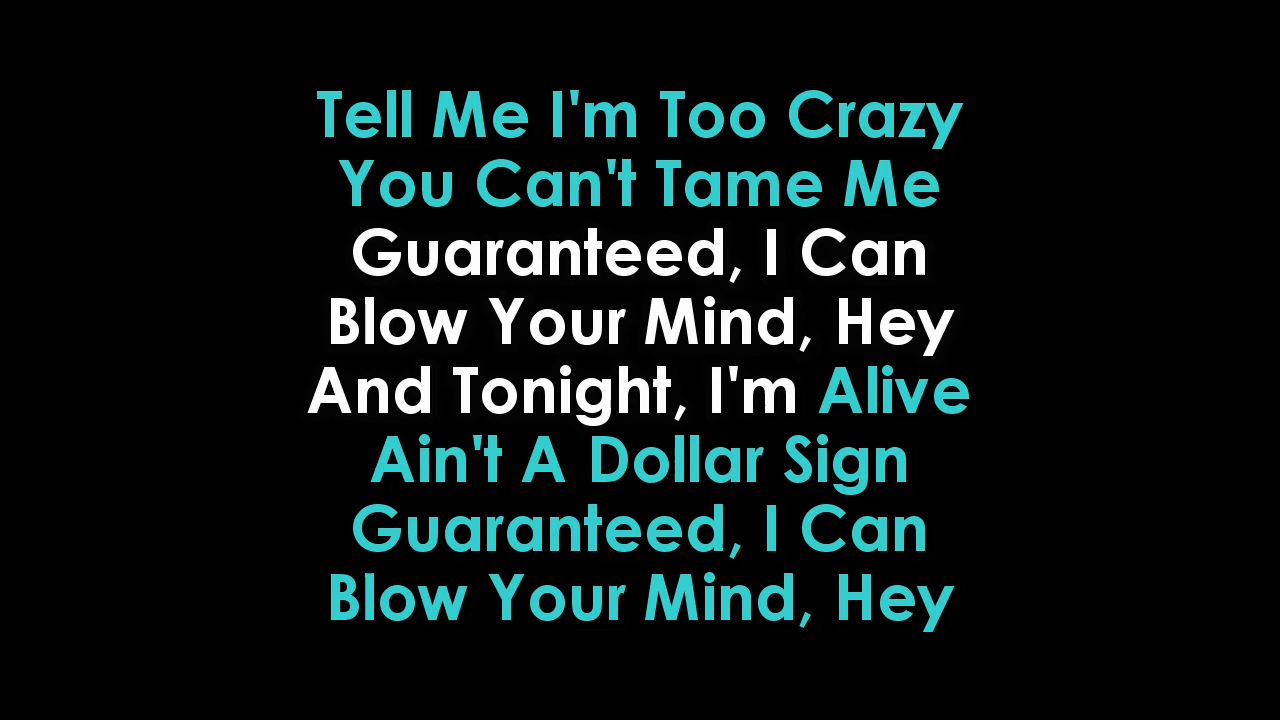 Tell Me I'm Too Crazy
You Can't Tame Me
Guaranteed, I Can
Blow Your Mind, Hey
And Tonight, I'm Alive
Ain't A Dollar Sign
Guaranteed, I Can
Blow Your Mind, Hey